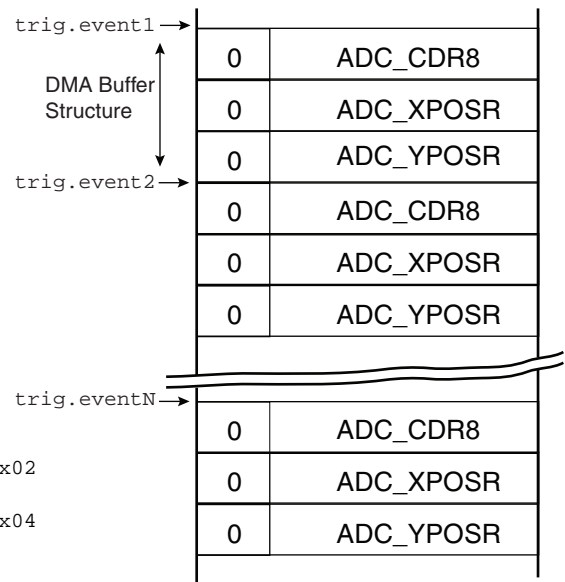 trig.event1
0 ADC_CDR8
DMA Buffer
Structure
0 ADC_XPOSR
0 ADC_YPOSR
trig.event2
0 ADC_CDR8
0 ADC_XPOSR
0 ADC_YPOSR
trig.eventN
0 ADC_CDR8
x02
0 ADC_XPOSR
x04
0 ADC_YPOSR